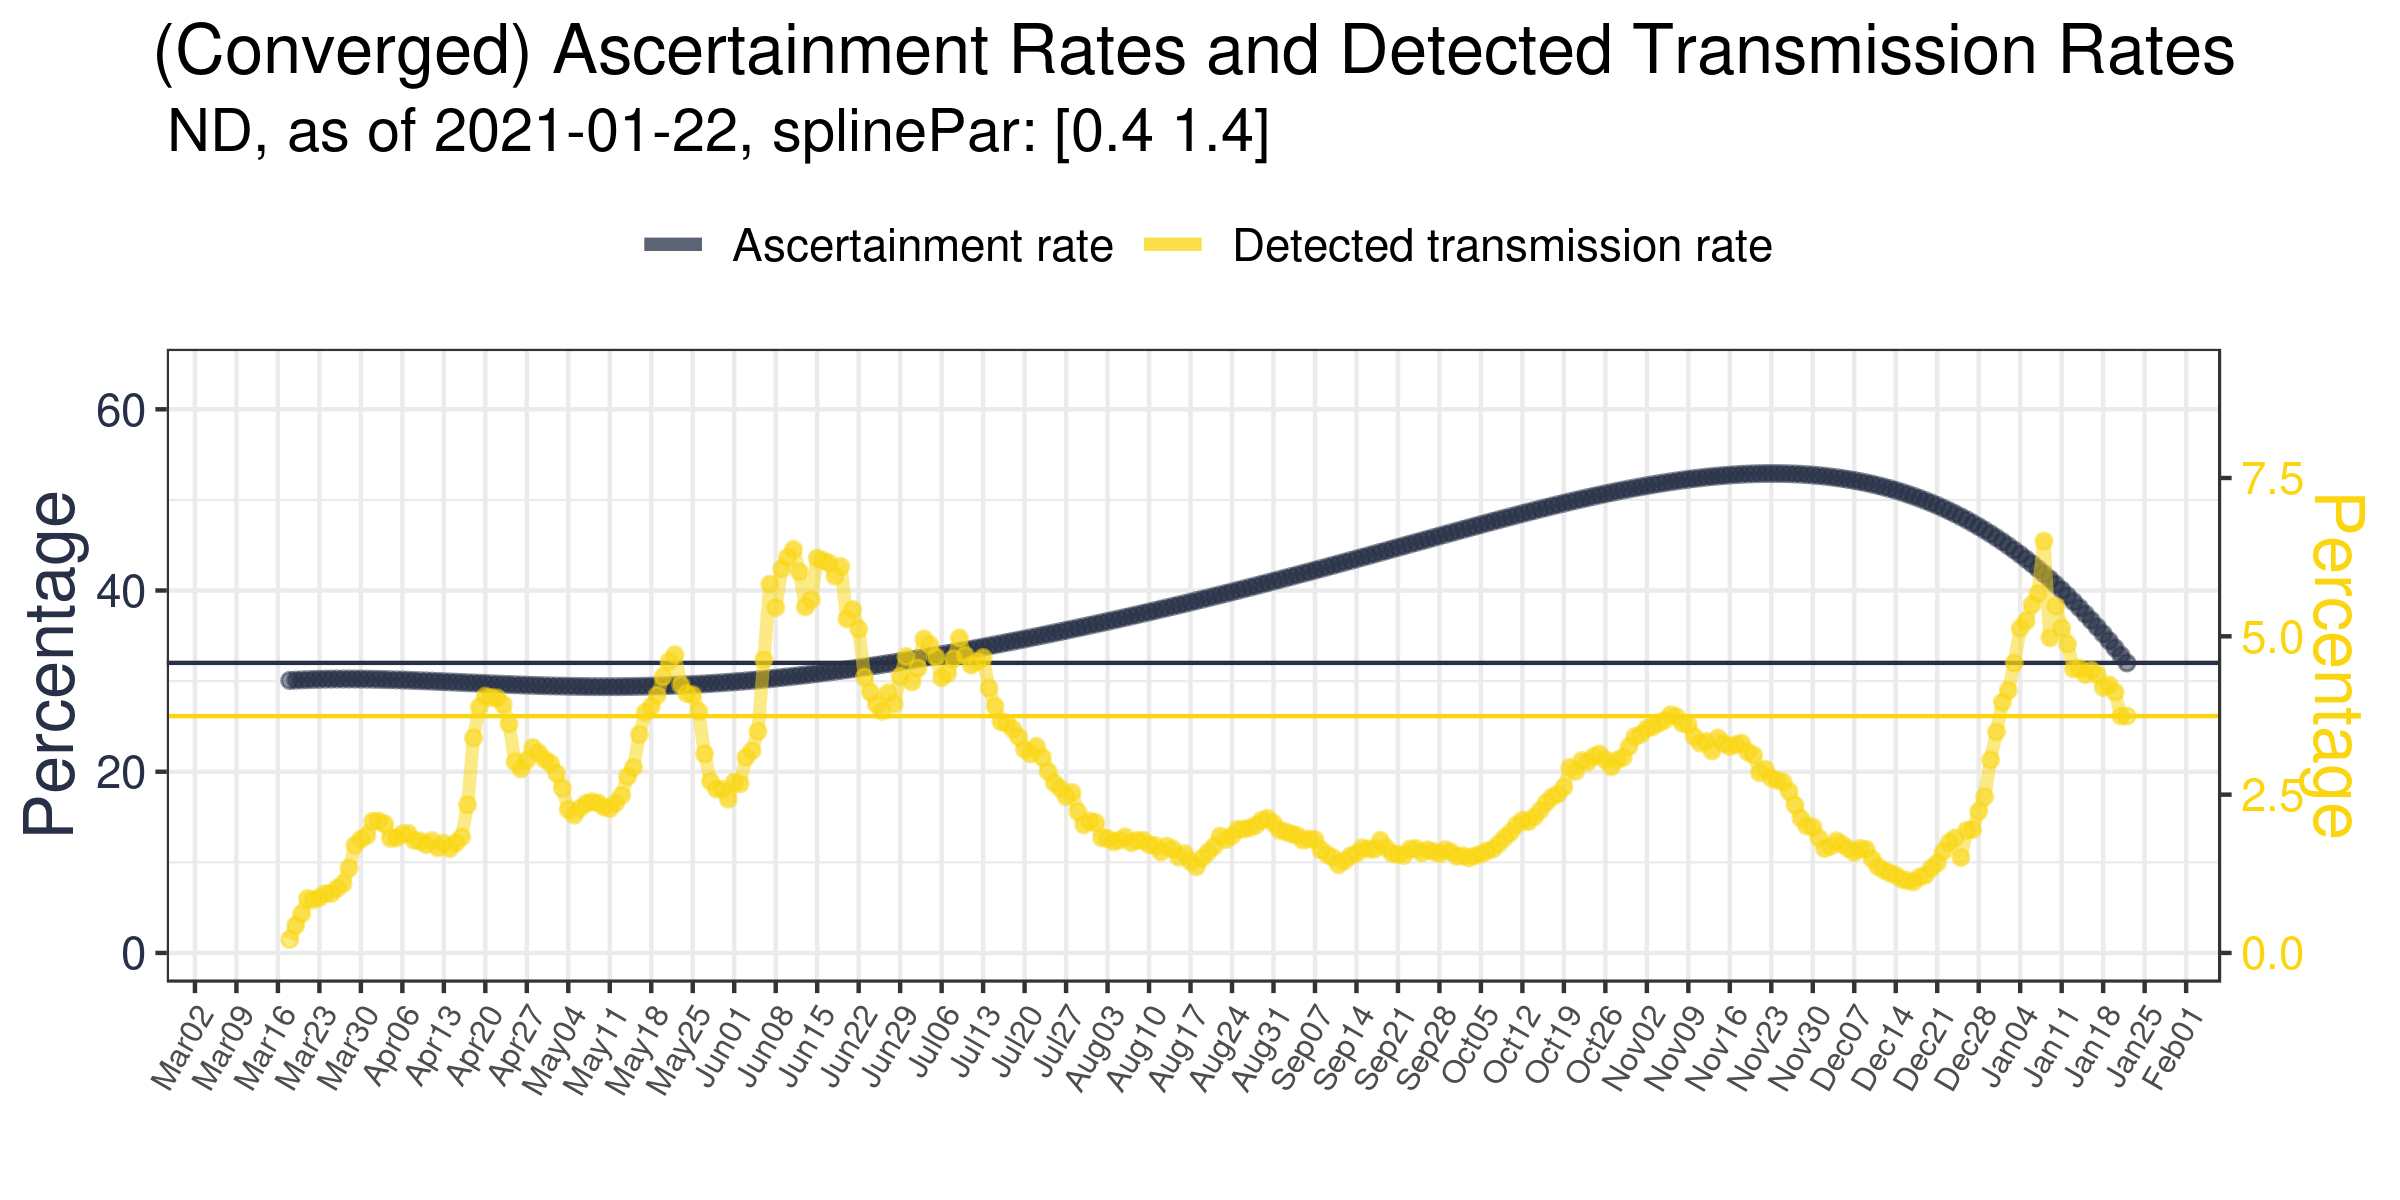 (Converged) Ascertainment Rates and Detected Transmission Rates
ND, as of 2021-01-22, splinePar: [0.4 1.4]
Ascertainment rate
Detected transmission rate
Percentage
60
40
20
0
7.5
5.0
2.5
0.0
Percentage
Mar02
Mar09
Mar16
Mar23
Mar30
Apr06
Apr13
Apr20
Apr27
May04
May11
May18
May25
Jun01
Jun08
Jun15
Jun22
Jun29
Jul06
Jul13
Jul20
Jul27
Aug03
Aug10
Aug17
Aug24
Aug31
Sep07
Sep14
Sep21
Sep28
Oct05
Oct12
Oct19
Oct26
Nov02
Nov09
Nov16
Nov23
Nov30
Dec07
Dec14
Dec21
Dec28
Jan04
Jan11
Jan18
Jan25
Feb01